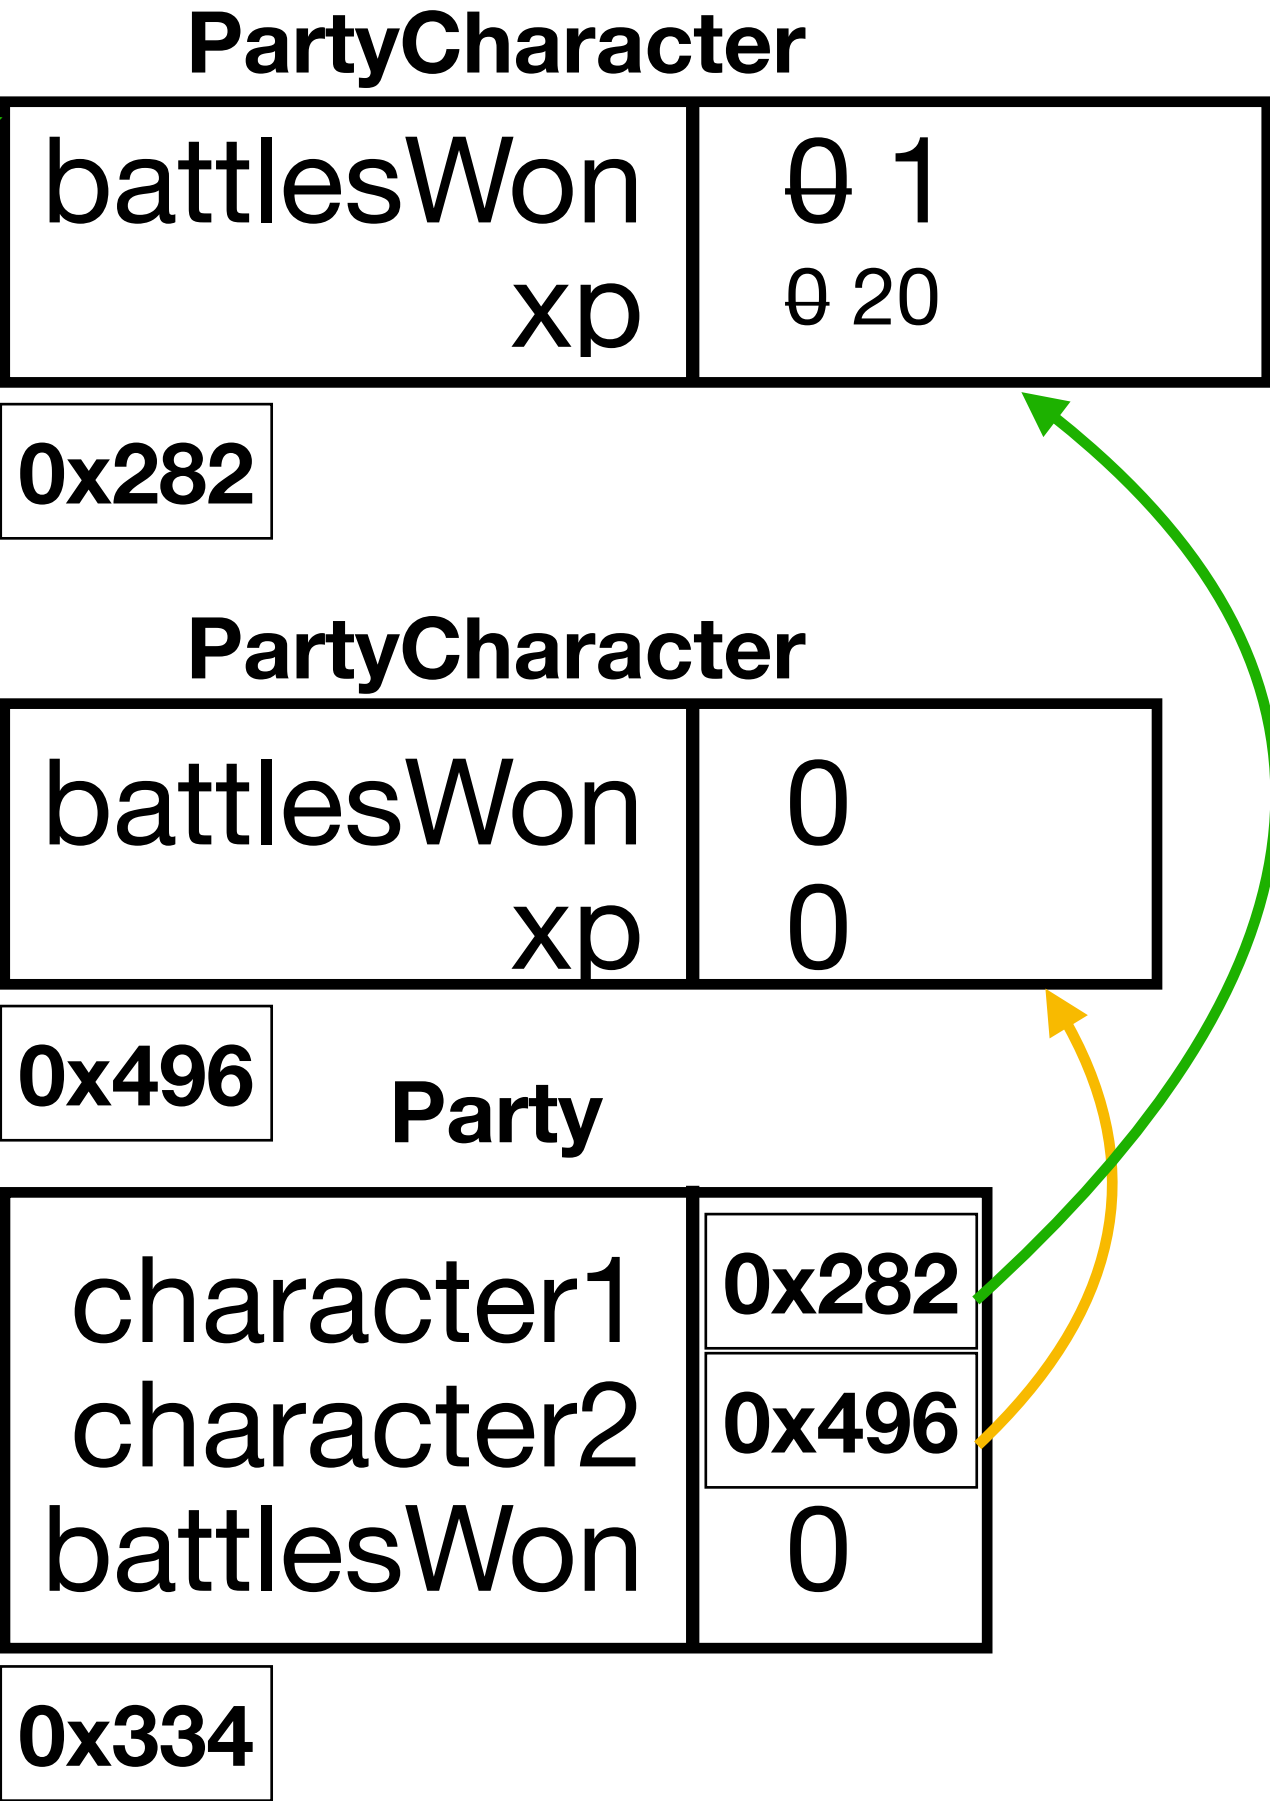 PartyCharacter
battlesWon 0 1
xp 0 20
0x282
PartyCharacter
battlesWon 0
xp 0
0x496
Party
character1 0x282
character2 0x496
battlesWon 0
0x334